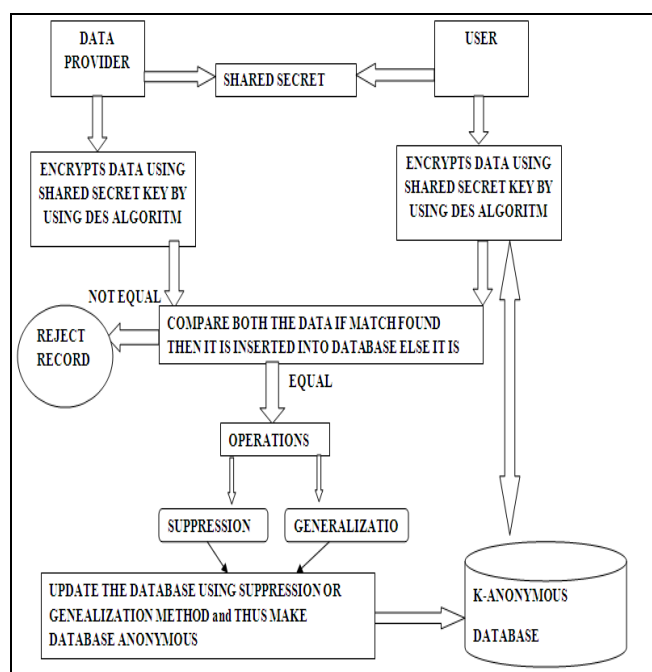 DATA
PROVIDER
USER
SHARED SECRET
ENCRYPTS DATA USING
SHARED SECRET KEY BY
USING DES ALGORITM
ENCRYPTS DATA USING
SHARED SECRET KEY BY
USING DES ALGORITM
NOT EQUAL
REJECT
RECORD
COMPARE BOTH THE DATA IF MATCH FOUND
THEN IT IS INSERTED INTO DATABASE ELSE IT IS
EQUAL
OPERATIONS
SUPPRESSION
GENERALIZATIO
UPDATE THE DATABASE USING SUPPRESSION OR
GENEALIZATION METHOD and THUS MAKE
DATABASE ANONYMOUS
K-ANONYMOUS
DATABASE